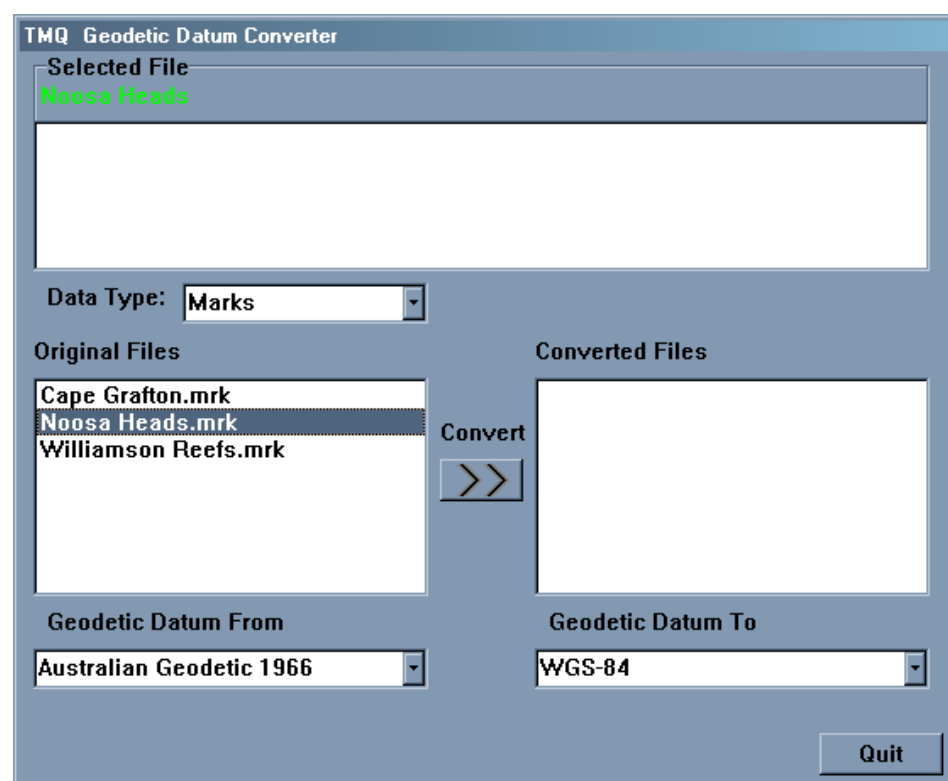 TMQ Geodetic Datum Converter
Selected File
Noosa Heads
Data Type: Marks
Original Files
Converted Files
Cape Grafton.mrk
Noosa Heads.mrk
Williamson Reefs.mrk
Convert
>>
Geodetic Datum From
Geodetic Datum To
Australian Geodetic 1966
WGS-84
Quit